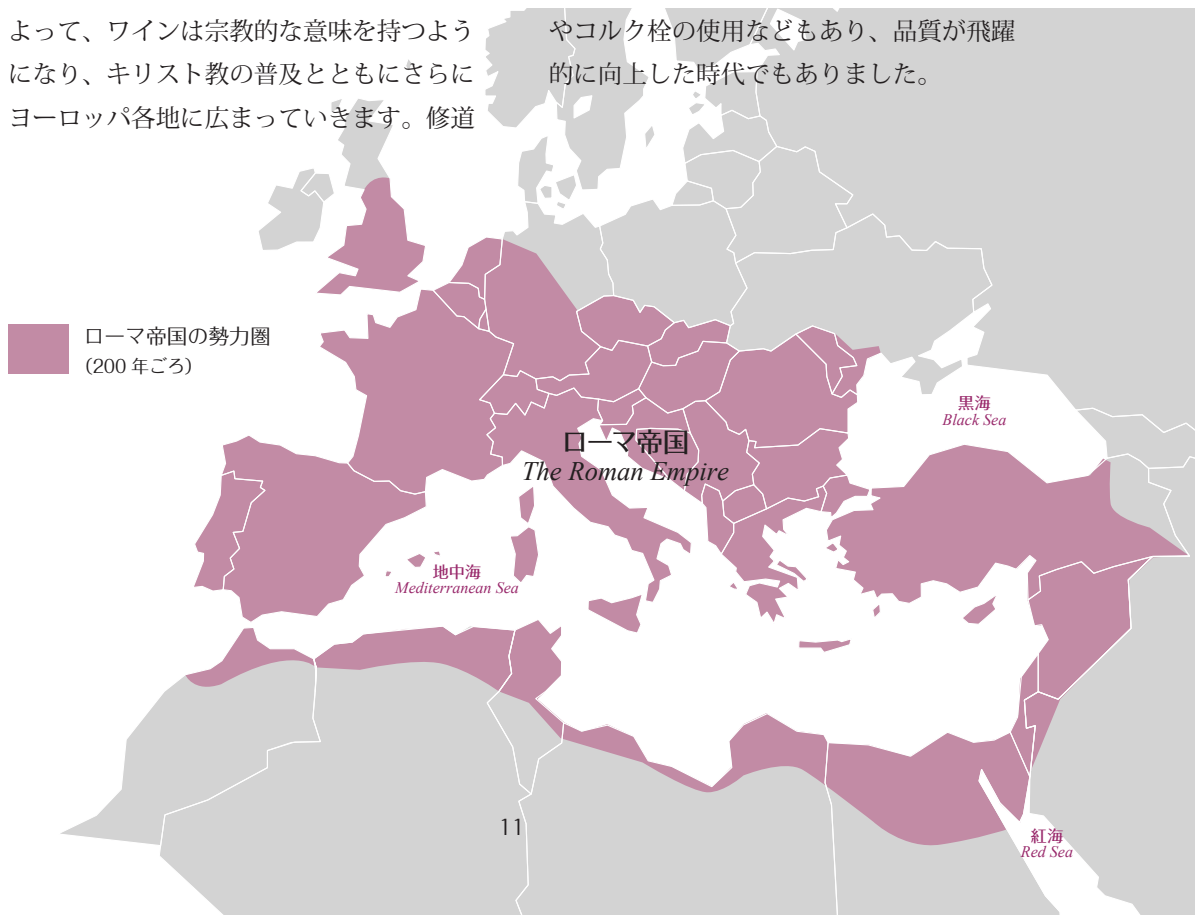 よって、ワインは宗教的な意味を持つよう
になり、キリスト教の普及とともにさらに
ヨーロッパ各地に広まっていきます。修道
やコルク栓の使用などもあり、品質が飛躍
的に向上した時代でもありました。
ローマ帝国の勢力圏
(200 年ごろ)
黒海
Black Sea
ローマ帝国
The Roman Empire
地中海
Mediterranean Sea
紅海
Red Sea
11